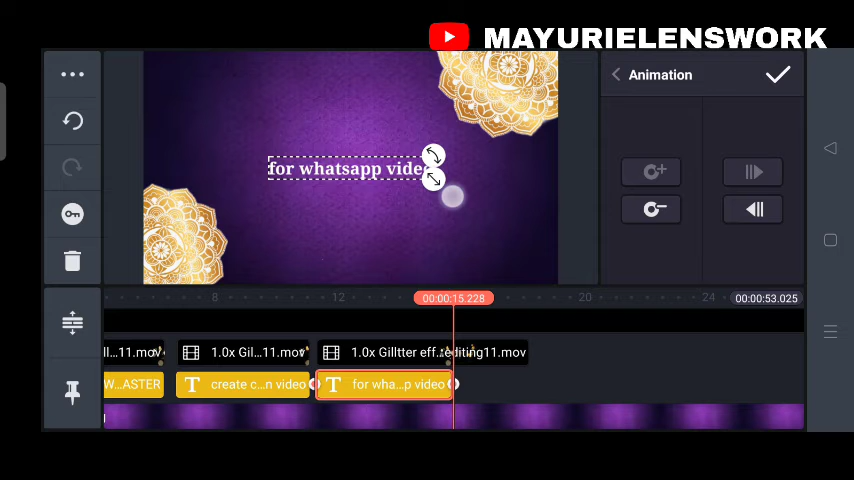 MAYURIELENSWORK
Animation
for whatsapp video
00:00:15.228
8
12
20
24
00:00:53.025
ll...11.mov
1.0x Gil...11.mov
1.0x Gilltter eff...editing11.mov
W...ASTER
create c...n video
for wha...p video